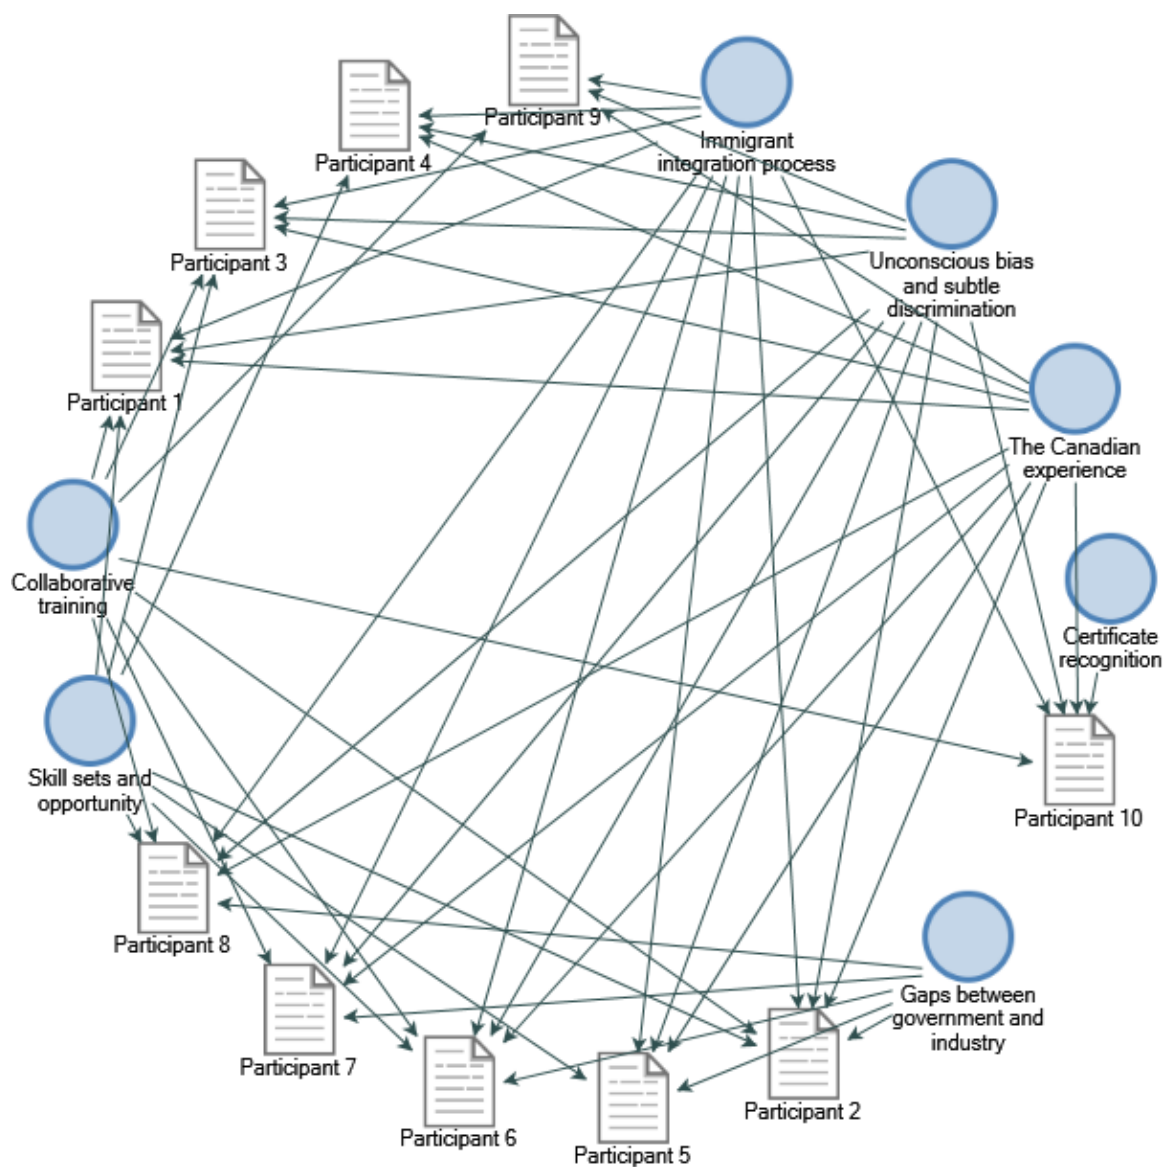 Participant 9
Participant 4
Immigrant
integration process
Participant 3
Unconscious bias
and subtle
discrimination
Participant 1
The Canadian
experience
Collaborative
training
Certificate
recognition
Skill sets and
opportunity
Participant 10
Participant 8
Gaps between
government and
industry
Participant 7
Participant 2
Participant 6
Participant 5